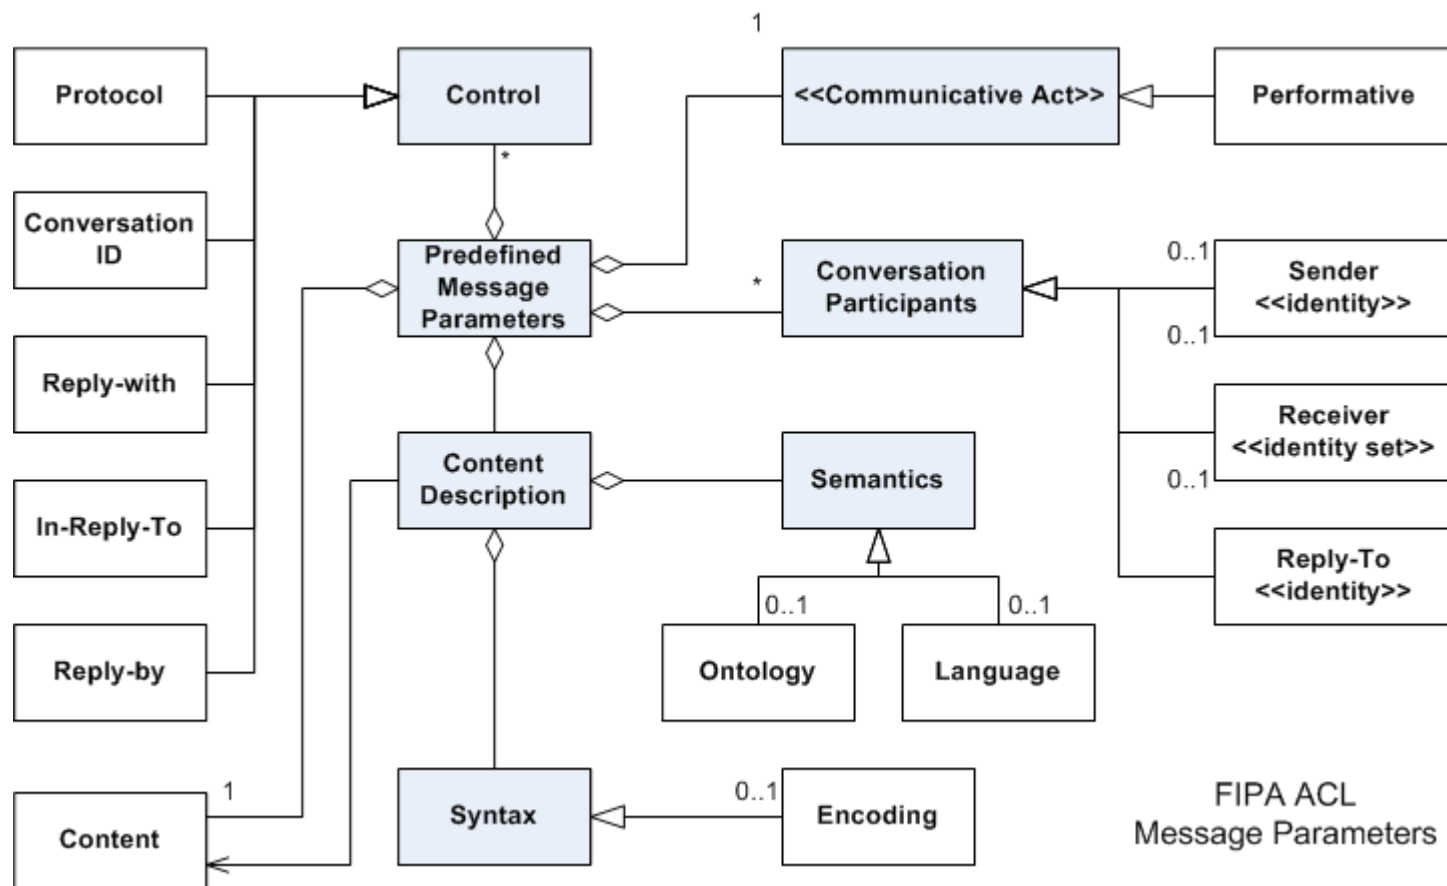 1
Protocol
Control
<<Communicative Act>>
Performative
*
Conversation
ID
Predefined
Message
Parameters
*
Conversation
Participants
0..1
Sender
<<identity>>
0..1
Reply-with
Receiver
<<identity set>>
0..1
Content
Description
Semantics
In-Reply-To
Reply-To
<<identity>>
0..1
0..1
Reply-by
Ontology
Language
1
Content
Syntax
0..1
Encoding
FIPA ACL
Message Parameters